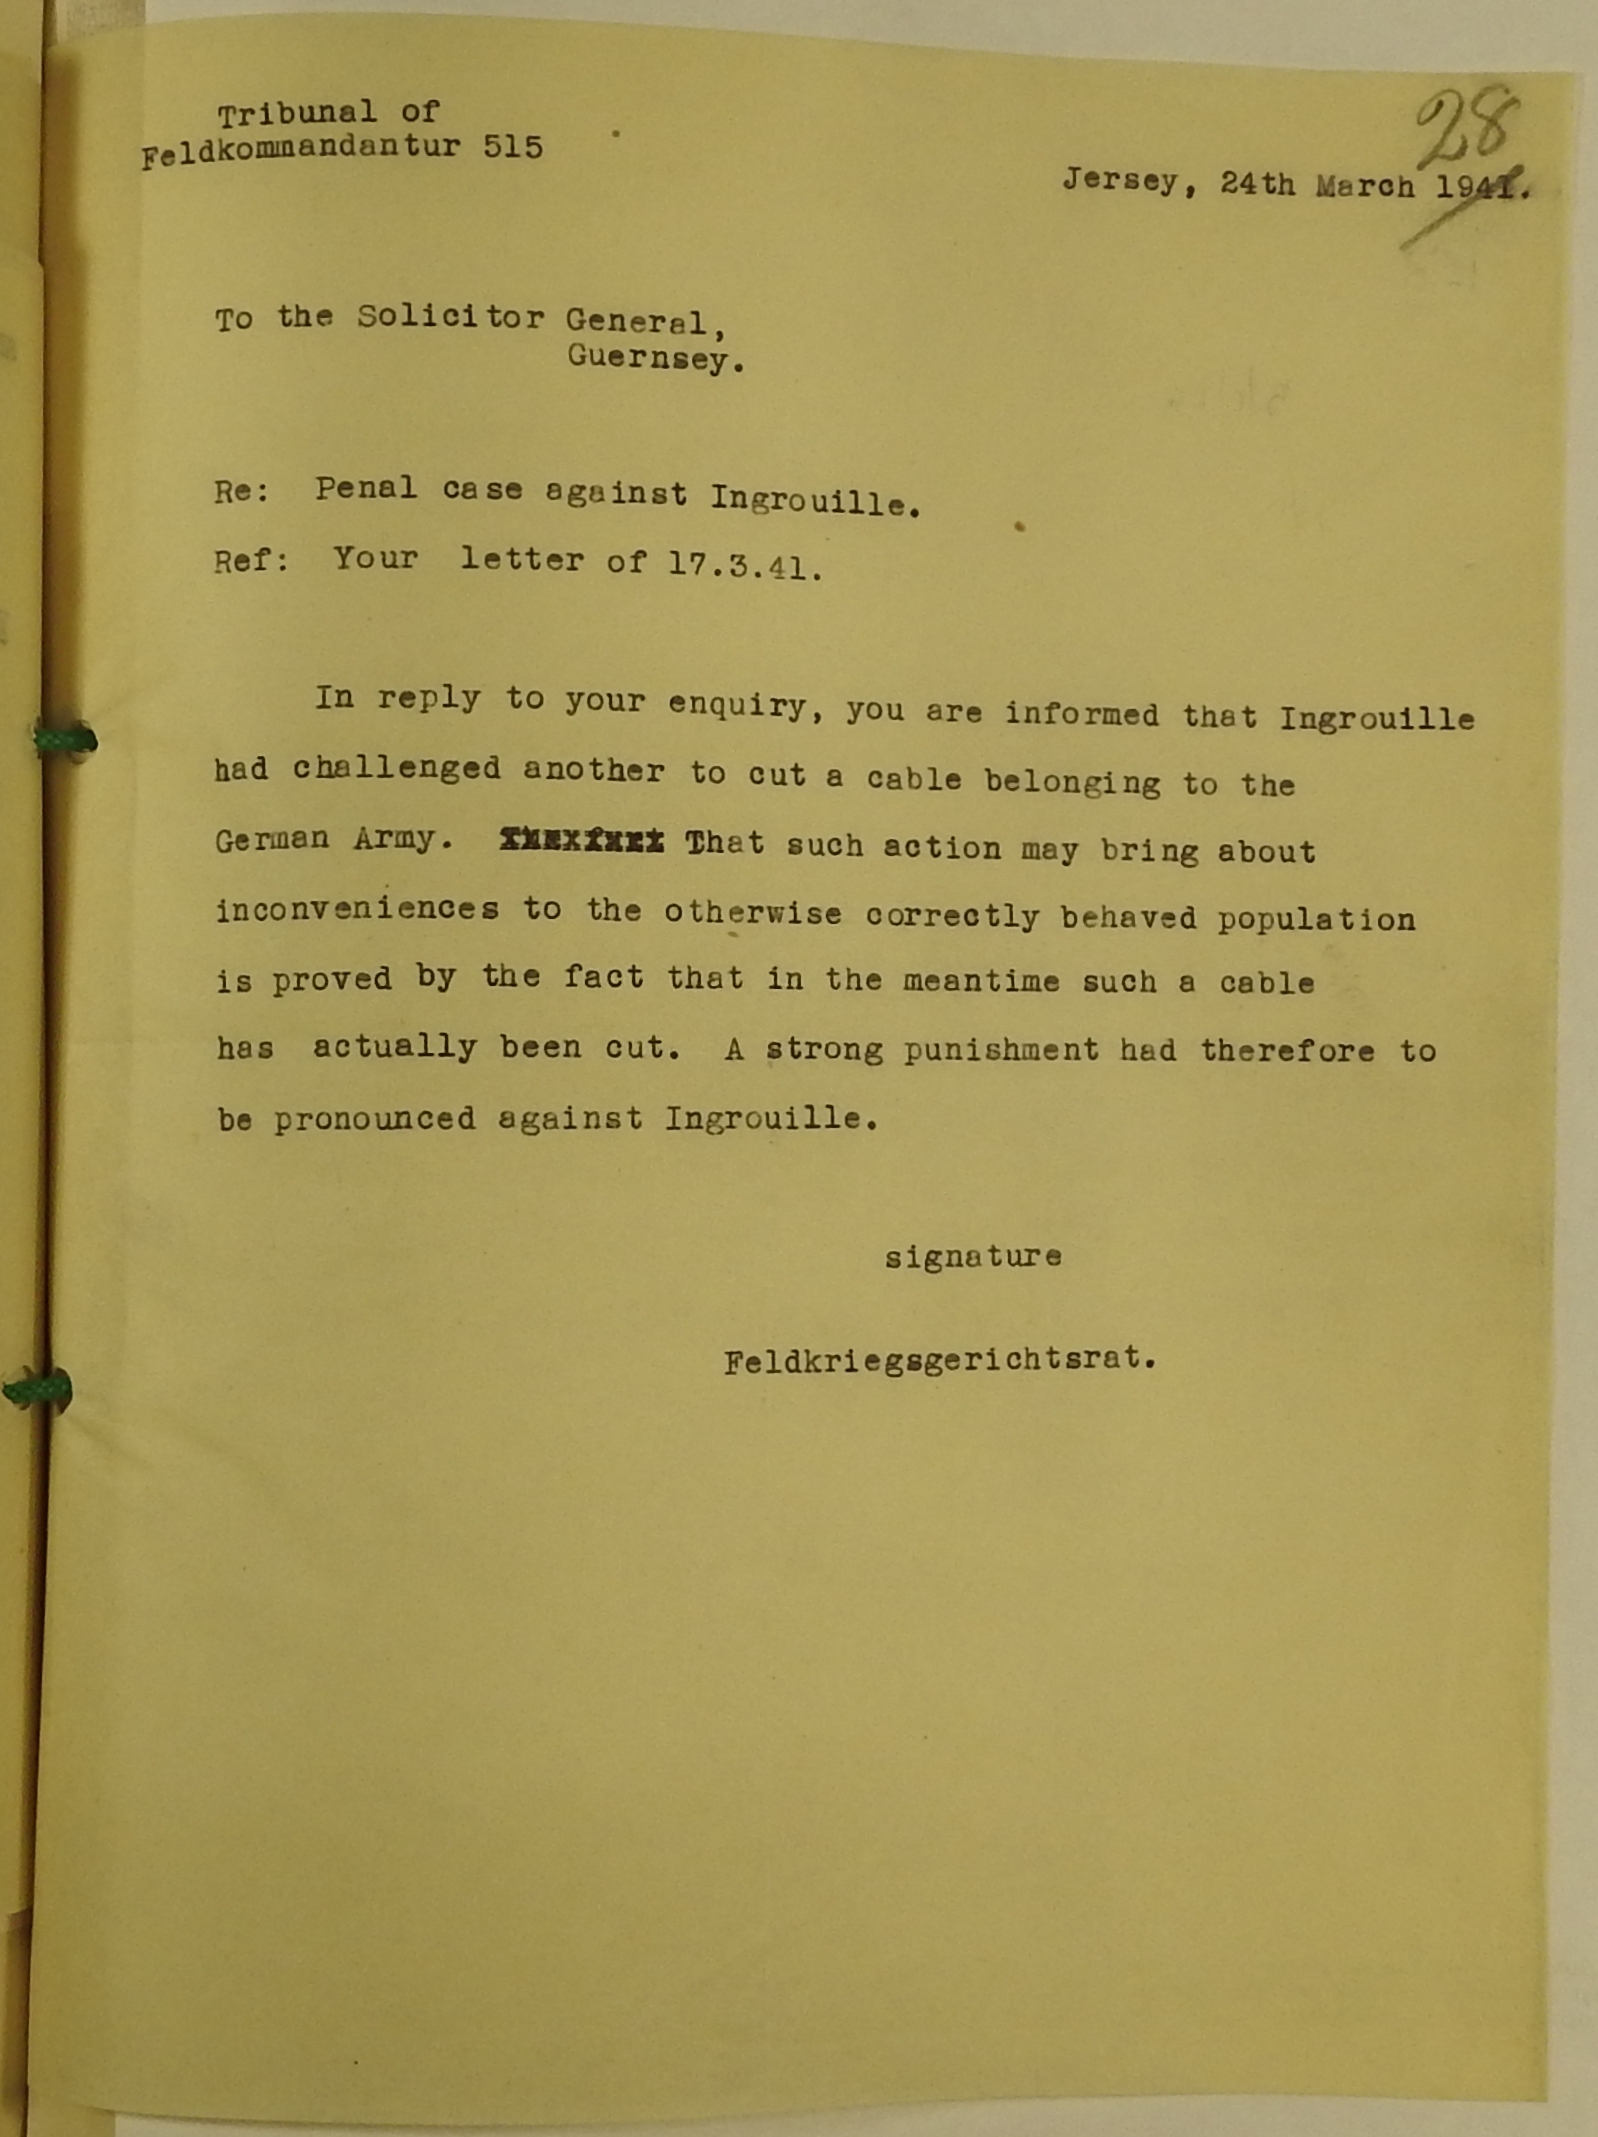 Tribunal of
Feldkommandantur 515
28
Jersey, 24th March 1941.
To the Solicitor General,
Guernsey.
Re: Penal case against Ingrouille.
Ref: Your letter of 17.3.41.
In reply to your enquiry, you are informed that Ingrouille
had challenged another to cut a cable belonging to the
German Army. That such action may bring about
inconveniences to the otherwise correctly behaved population
is proved by the fact that in the meantime such a cable
has actually been cut. A strong punishment had therefore to
be pronounced against Ingrouille.
signature
Feldkriegsgerichtsrat.